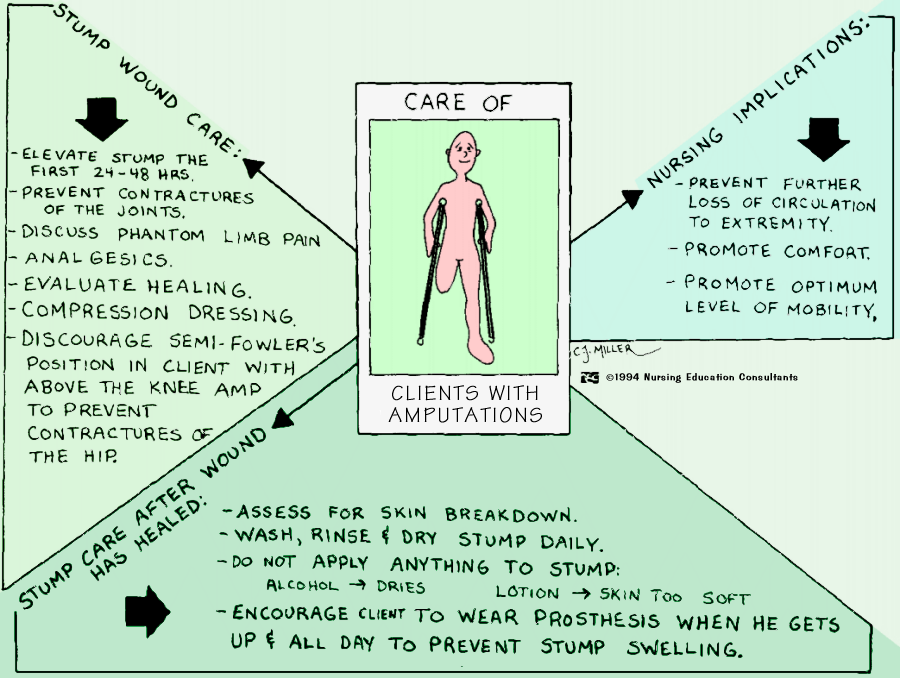 STUMP WOUND CARE:
- ELEVATE STUMP THE
FIRST 24-48 HRS.
- PREVENT CONTRACTURES
OF THE JOINTS.
- DISCUSS PHANTOM LIMB PAIN
- ANALGESICS.
- EVALUATE HEALING.
- COMPRESSION DRESSING.
- DISCOURAGE SEMI-FOWLER'S
POSITION IN CLIENT WITH
ABOVE THE KNEE AMP
TO PREVENT
CONTRACTURES OF
THE HIP.
CARE OF
CLIENTS WITH
AMPUTATIONS
NURSING IMPLICATIONS:
- PREVENT FURTHER
LOSS OF CIRCULATION
TO EXTREMITY.
- PROMOTE COMFORT.
- PROMOTE OPTIMUM
LEVEL OF MOBILITY.
C.J. MILLER
©1994 Nursing Education Consultants
STUMP CARE AFTER WOUND
HAS HEALED:
- ASSESS FOR SKIN BREAKDOWN.
- WASH, RINSE & DRY STUMP DAILY.
- DO NOT APPLY ANYTHING TO STUMP:
ALCOHOL → DRIES LOTION → SKIN TOO SOFT
- ENCOURAGE CLIENT TO WEAR PROSTHESIS WHEN HE GETS
UP & ALL DAY TO PREVENT STUMP SWELLING.